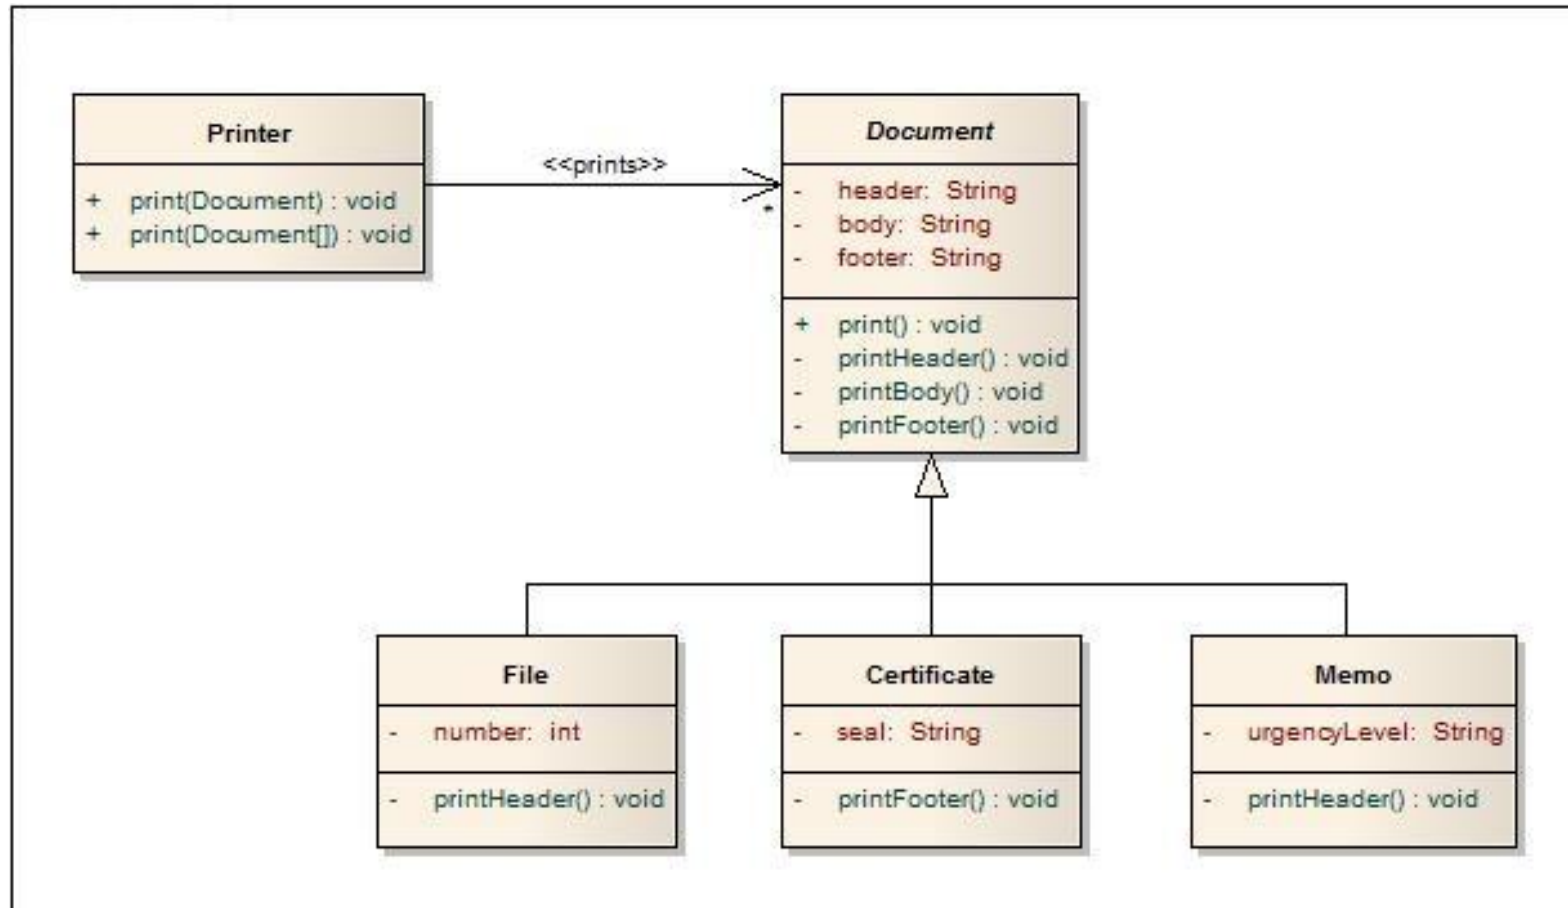 Printer
+ print(Document) : void
+ print(Document[]) : void
<<prints>>
*
Document
- header: String
- body: String
- footer: String
+ print() : void
- printHeader() : void
- printBody() : void
- printFooter() : void
File
- number: int
- printHeader() : void
Certificate
- seal: String
- printFooter() : void
Memo
- urgencyLevel: String
- printHeader() : void